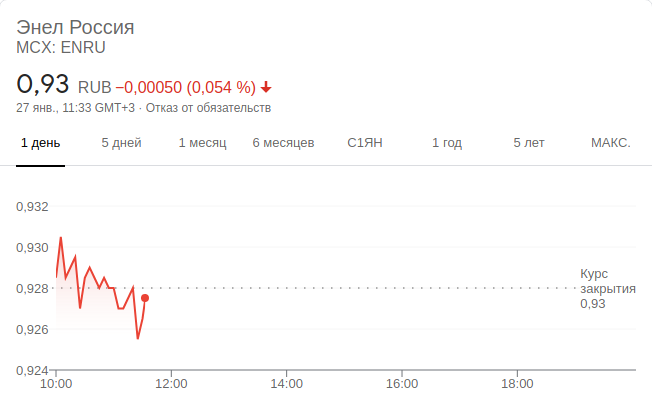 Энел Россия
MCX: ENRU
0,93 RUB −0,00050 (0,054 %)
27 янв., 11:33 GMT+3 · Отказ от обязательств
1 день 5 дней 1 месяц 6 месяцев С1ЯН 1 год 5 лет МАКС.
0,932
0,930
0,928
0,926
0,924
Курс
закрытия
0,93
10:00 12:00 14:00 16:00 18:00